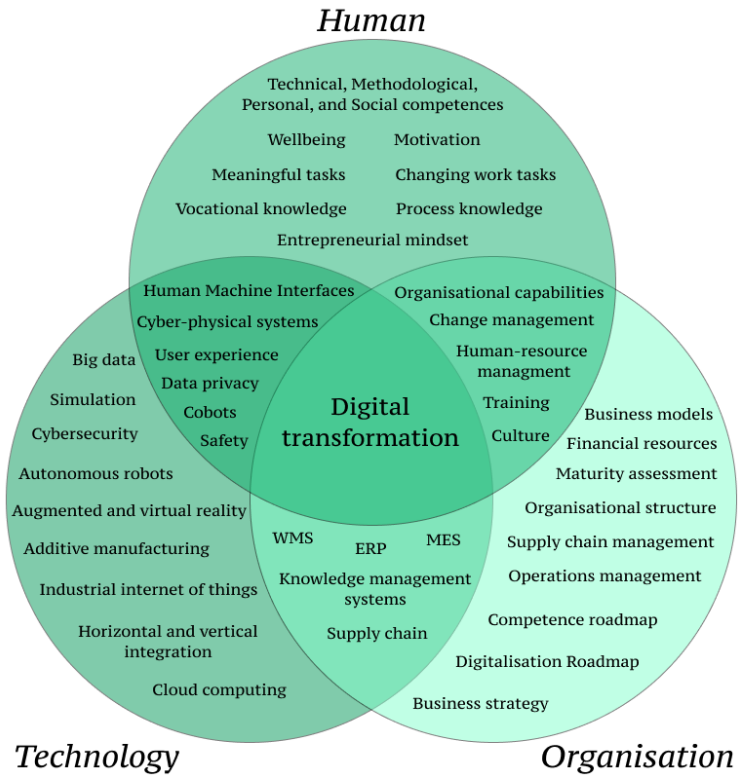 Human
Technical, Methodological,
Personal, and Social competences
Wellbeing
Motivation
Meaningful tasks
Changing work tasks
Vocational knowledge
Process knowledge
Entrepreneurial mindset
Human Machine Interfaces
Cyber-physical systems
User experience
Data privacy
Cobots
Safety
Organisational capabilities
Change management
Human-resource
managment
Training
Culture
Digital
transformation
Big data
Simulation
Cybersecurity
Autonomous robots
Augmented and virtual reality
Additive manufacturing
Industrial internet of things
Horizontal and vertical
integration
Cloud computing
WMS
ERP
MES
Knowledge management
systems
Supply chain
Business models
Financial resources
Maturity assessment
Organisational structure
Supply chain management
Operations management
Competence roadmap
Digitalisation Roadmap
Business strategy
Technology
Organisation